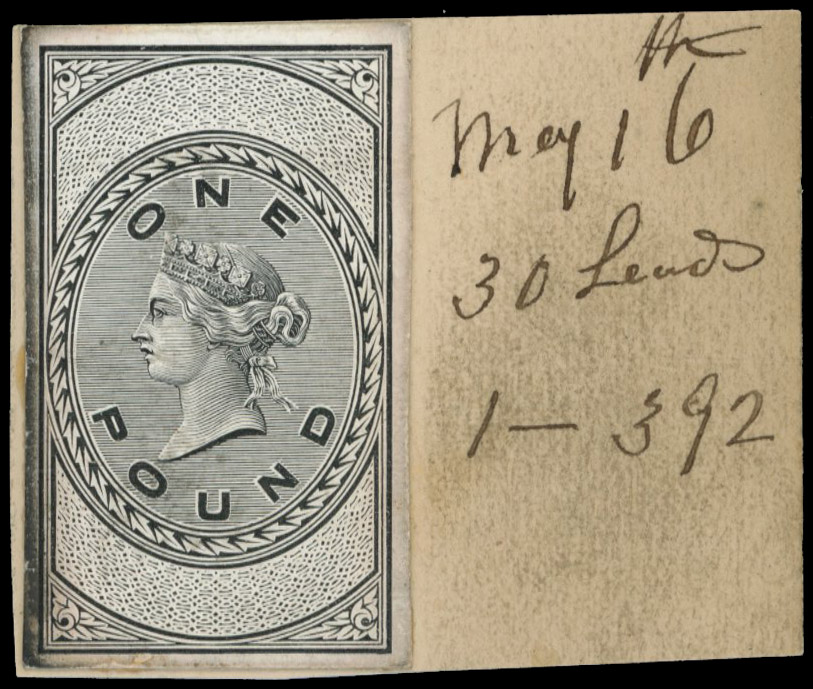 ONE
POUND
May 16
30 Leads
1 — 392